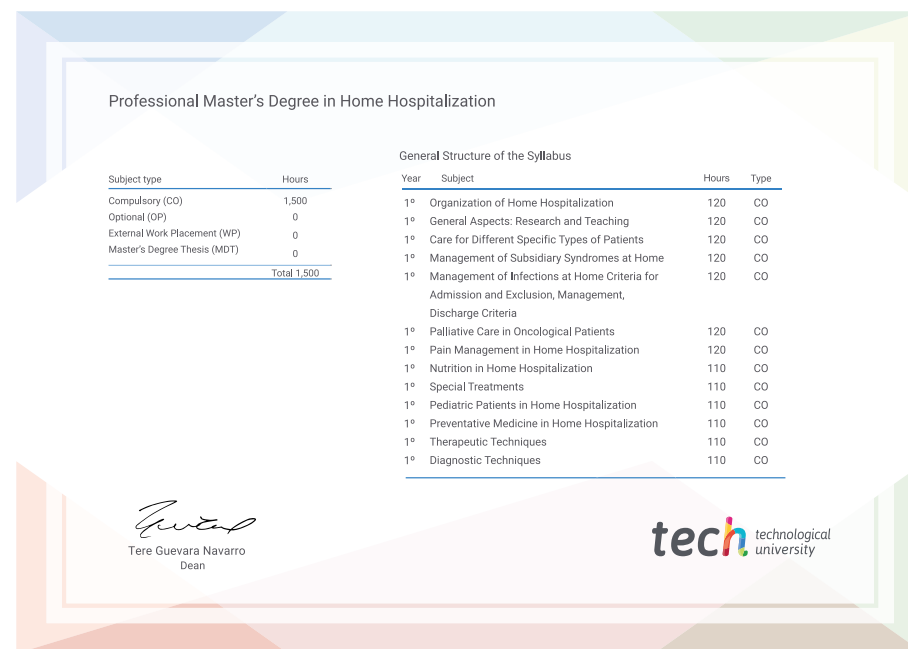 Professional Master's Degree in Home Hospitalization
Subject type Hours
Compulsory (CO) 1,500
Optional (OP) 0
External Work Placement (WP) 0
Master's Degree Thesis (MDT) 0
Total 1,500
General Structure of the Syllabus
Year Subject Hours Type
1º Organization of Home Hospitalization 120 CO
1º General Aspects: Research and Teaching 120 CO
1º Care for Different Specific Types of Patients 120 CO
1º Management of Subsidiary Syndromes at Home 120 CO
1º Management of Infections at Home Criteria for 120 CO
Admission and Exclusion, Management,
Discharge Criteria
1º Palliative Care in Oncological Patients 120 CO
1º Pain Management in Home Hospitalization 120 CO
1º Nutrition in Home Hospitalization 110 CO
1º Special Treatments 110 CO
1º Pediatric Patients in Home Hospitalization 110 CO
1º Preventative Medicine in Home Hospitalization 110 CO
1º Therapeutic Techniques 110 CO
1º Diagnostic Techniques 110 CO
Tere Guevara Navarro
Dean
tech technological
university